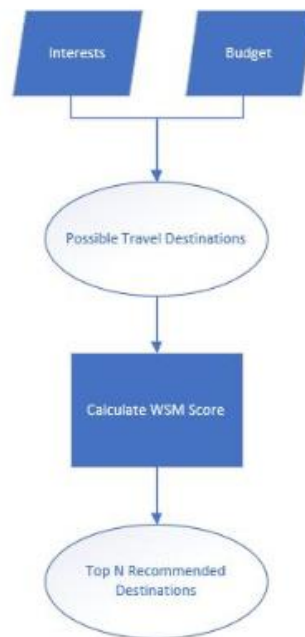 Interests
Budget
Possible Travel Destinations
Calculate WSM Score
Top N Recommended
Destinations